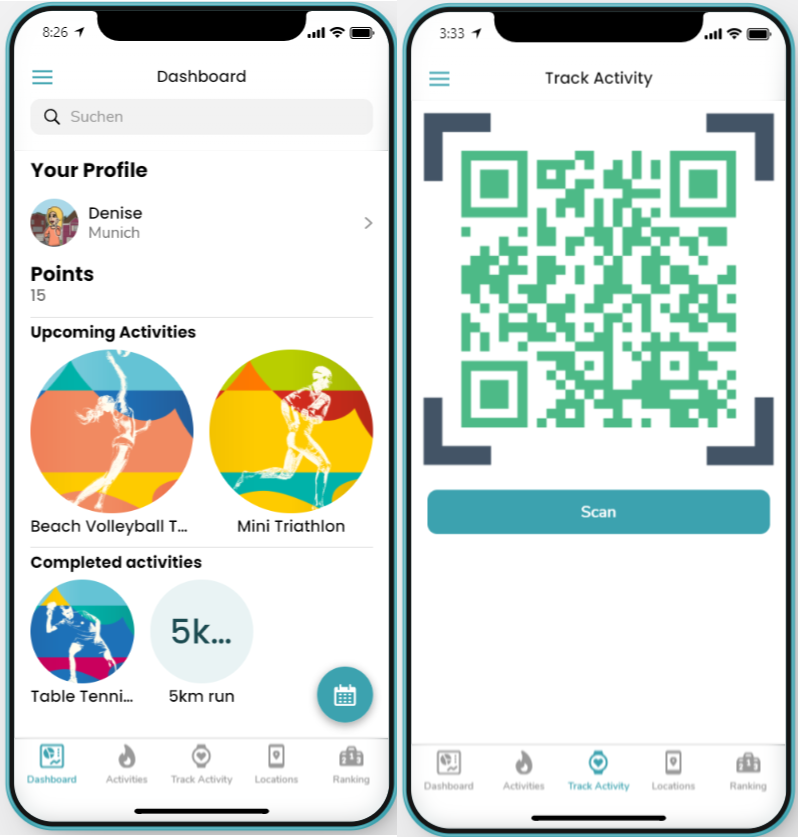 8:26
Dashboard
Suchen
Your Profile
Denise
Munich
Points
15
Upcoming Activities
Beach Volleyball T...
Mini Triathlon
Completed activities
5k...
Table Tenni...
5km run
Dashboard
Activities
Track Activity
Locations
Ranking
3:33
Track Activity
Scan
Dashboard
Activities
Track Activity
Locations
Ranking